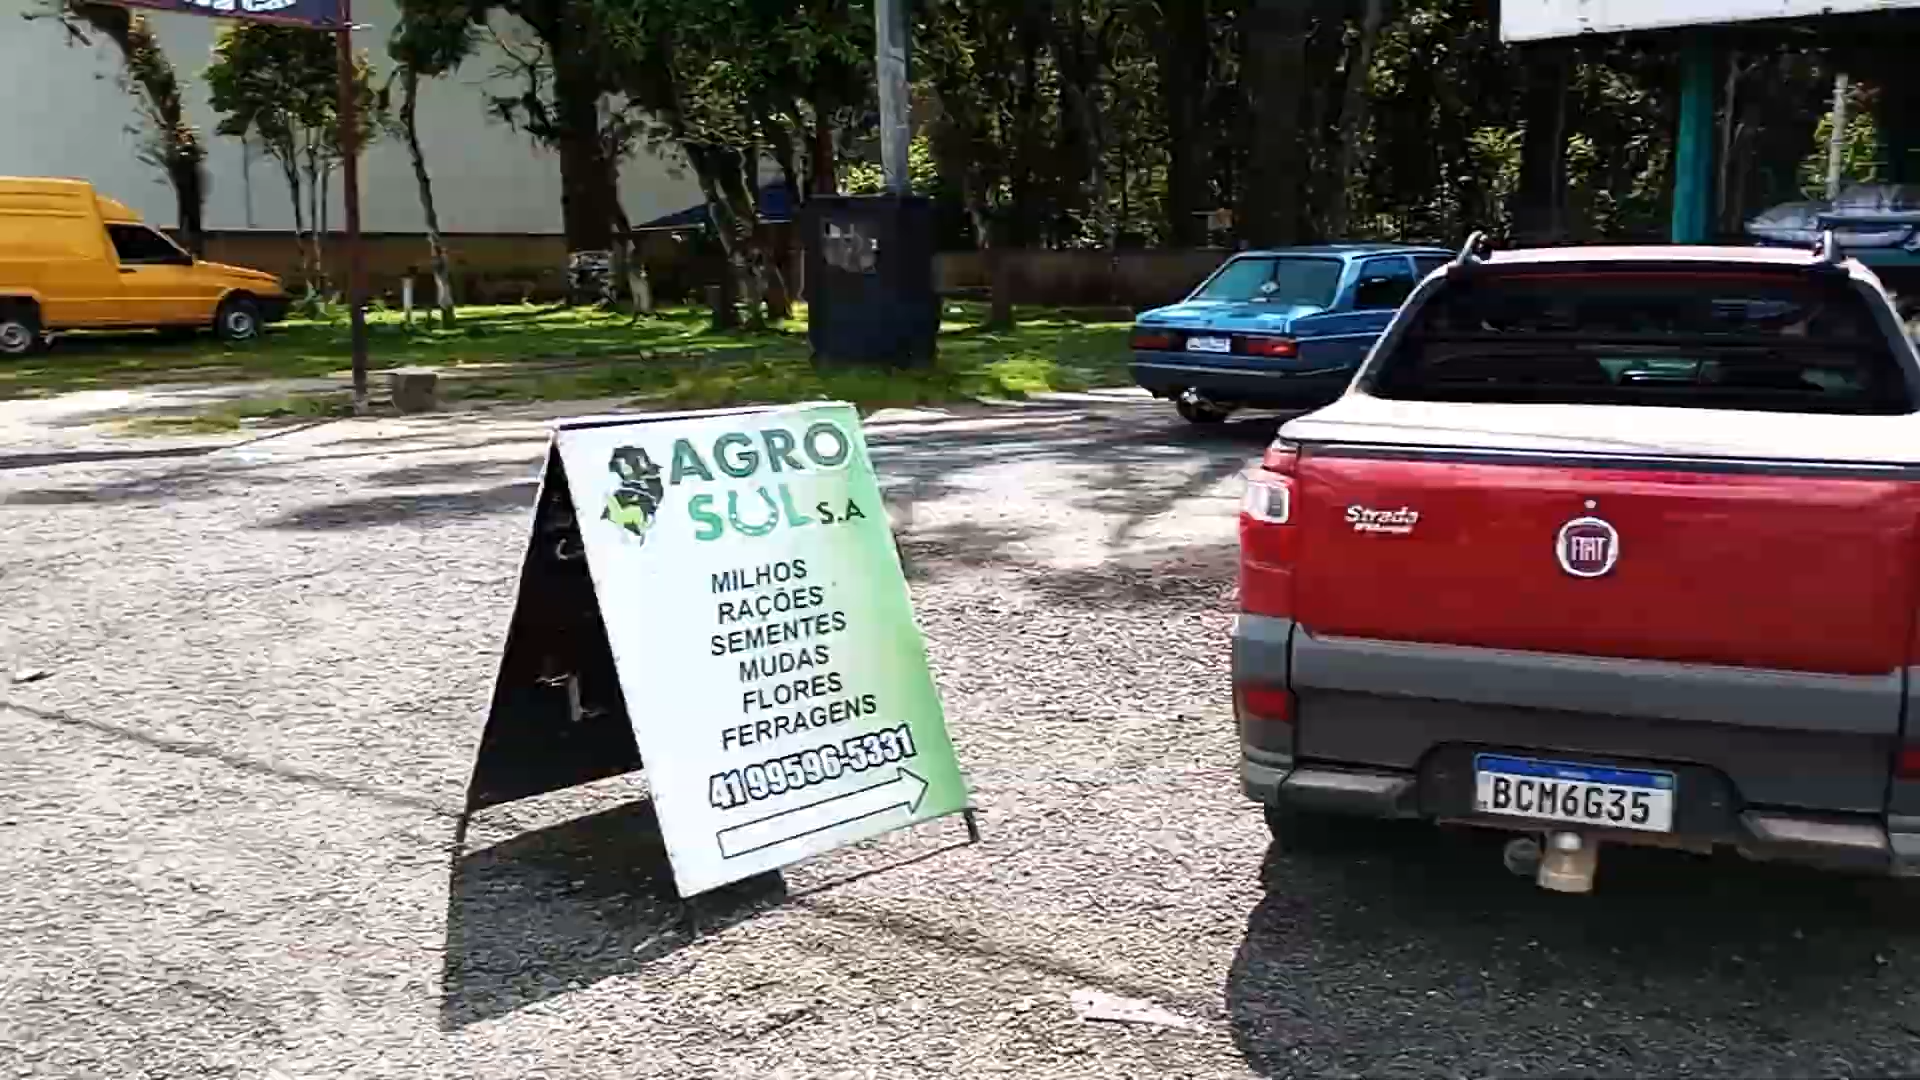 AGRO
SUL S.A
MILHOS
RAÇÕES
SEMENTES
MUDAS
FLORES
FERRAGENS
41 99596-5331
Strada
FIAT
BCM6G35